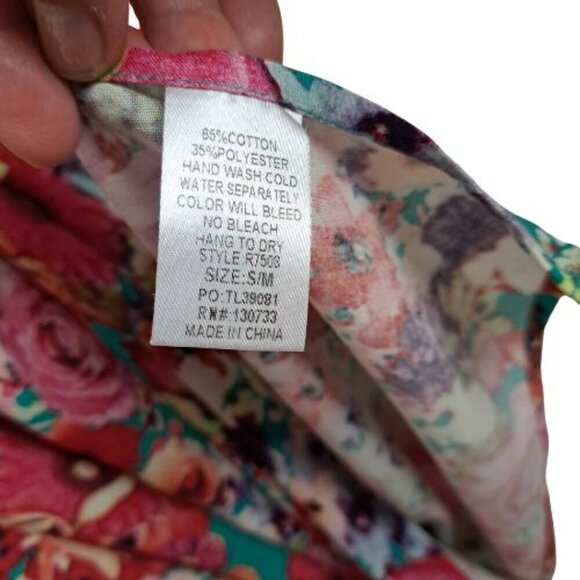 65%COTTON
35%POLYESTER
HAND WASH COLD
WATER SEPARATELY
COLOR WILL BLEED
NO BLEACH
HANG TO DRY
STYLE R7508
SIZE:S/M
PO:TL39081
RN#:130733
MADE IN CHINA